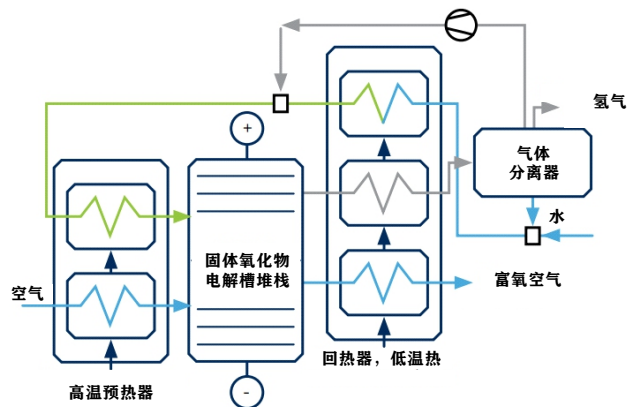 氢气
+
气体
分离器
水
固体氧化物
电解槽堆栈
空气
富氧空气
回热器，低温热
高温预热器
-